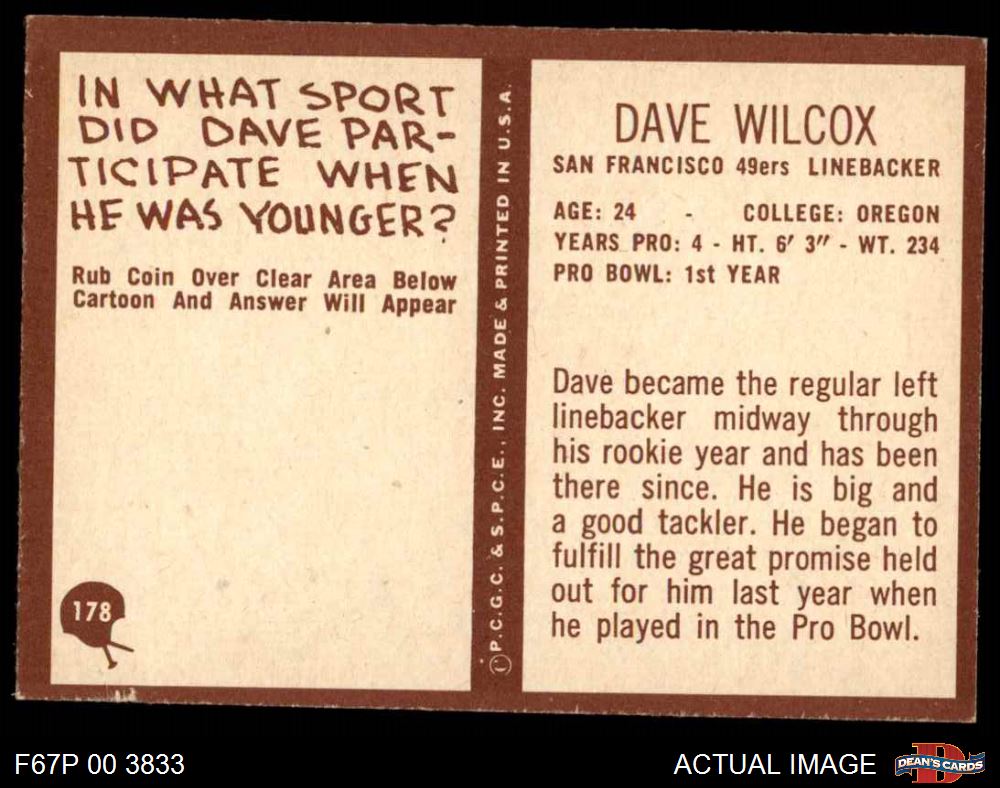 IN WHAT SPORT
DID DAVE PAR-
TICIPATE WHEN
HE WAS YOUNGER?
Rub Coin Over Clear Area Below
Cartoon And Answer Will Appear
178
© P.C.G.C. & S.P.C.E., INC. MADE & PRINTED IN U.S.A.
DAVE WILCOX
SAN FRANCISCO 49ers LINEBACKER
AGE: 24 - COLLEGE: OREGON
YEARS PRO: 4 - HT. 6′ 3″ - WT. 234
PRO BOWL: 1st YEAR
Dave became the regular left
linebacker midway through
his rookie year and has been
there since. He is big and
a good tackler. He began to
fulfill the great promise held
out for him last year when
he played in the Pro Bowl.
F67P 00 3833
ACTUAL IMAGE
D
DEAN'S CARDS